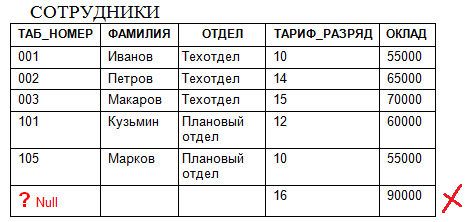 СОТРУДНИКИ
ТАБ_НОМЕР ФАМИЛИЯ ОТДЕЛ ТАРИФ_РАЗРЯД ОКЛАД
001 Иванов Техотдел 10 55000
002 Петров Техотдел 14 65000
003 Макаров Техотдел 15 70000
101 Кузьмин Плановый 12 60000
отдел
105 Марков Плановый 10 55000
отдел
? Null 16 90000